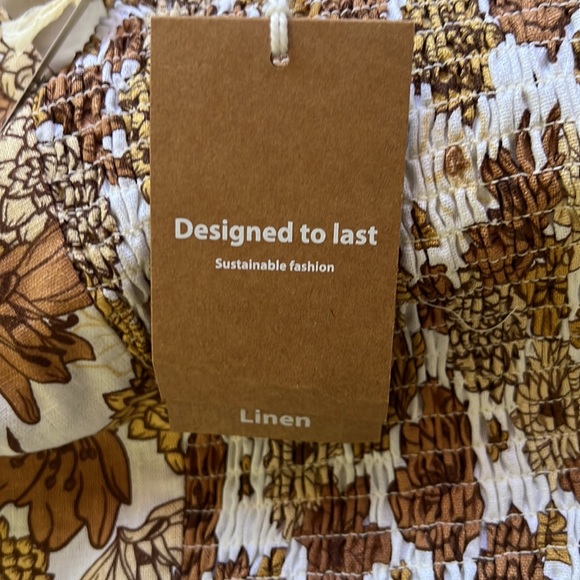 Designed to last
Sustainable fashion
Linen